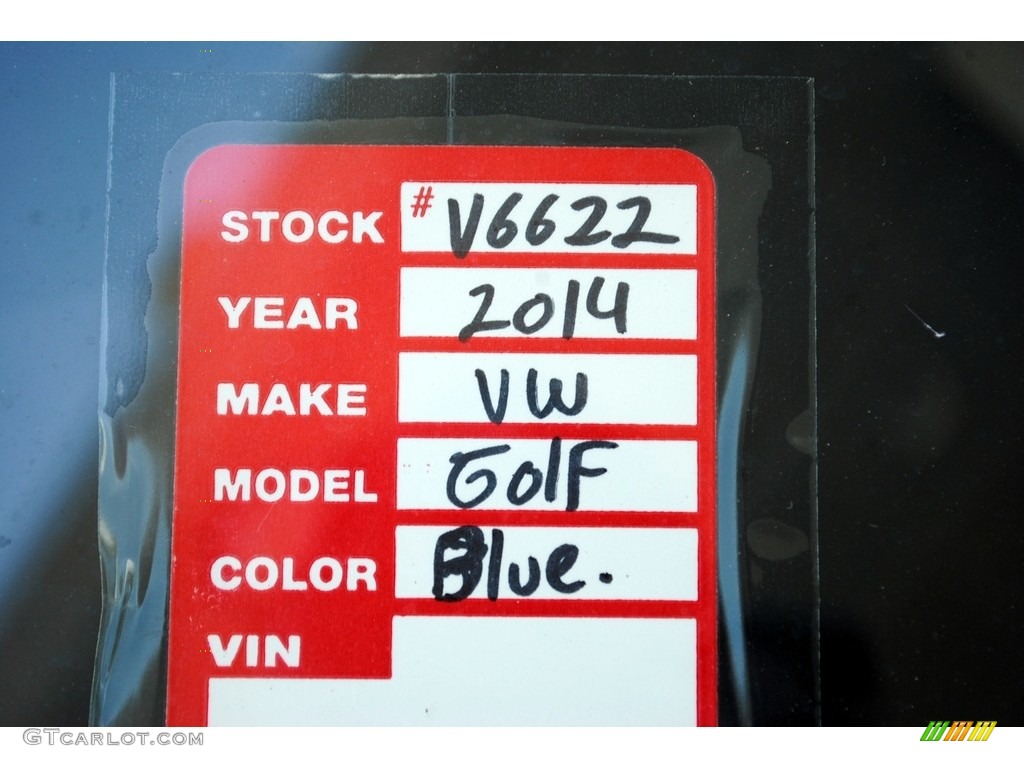 STOCK # V6622
YEAR 2014
MAKE VW
MODEL Golf
COLOR Blue.
VIN
GTCARLOT.COM